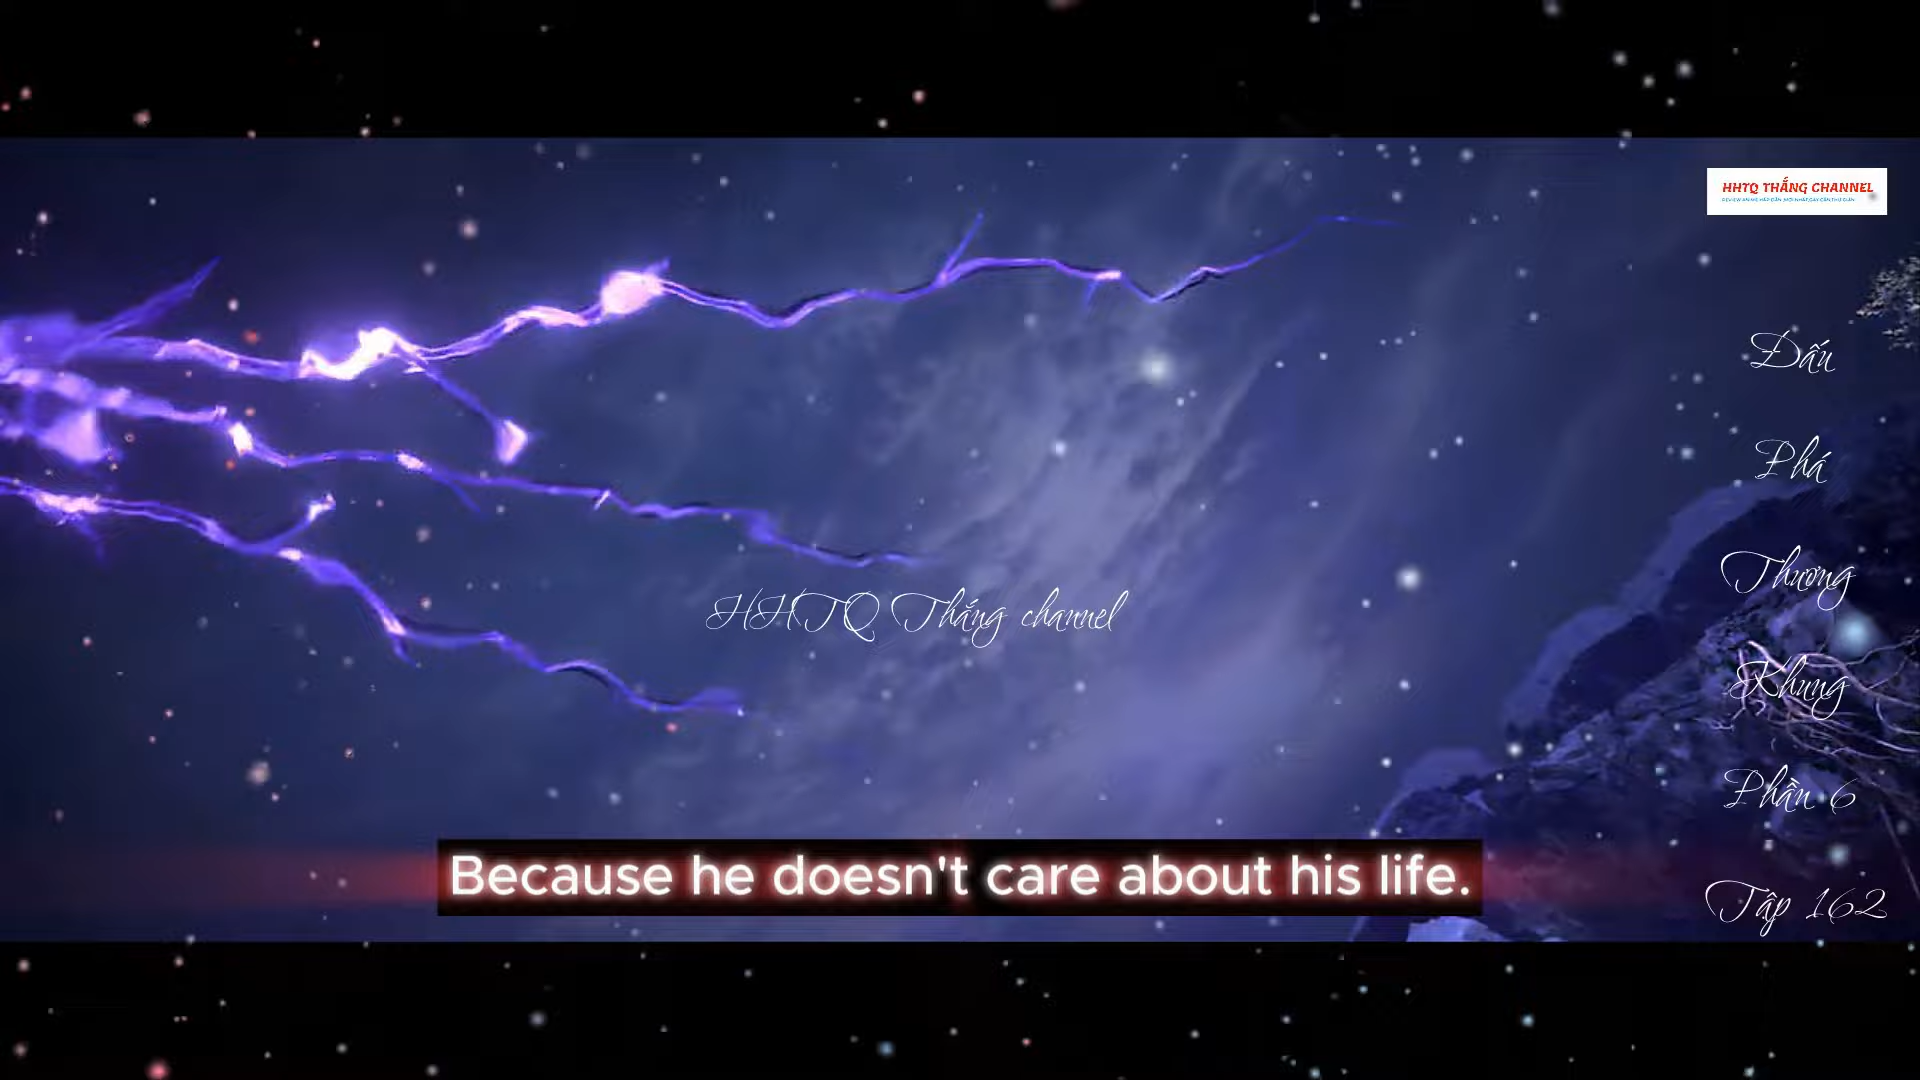 HHTQ THẮNG CHANNEL
Đấu
Phá
Thương
Khung
Phần 6
Tập 162
HHTQ Thắng channel
Because he doesn't care about his life.